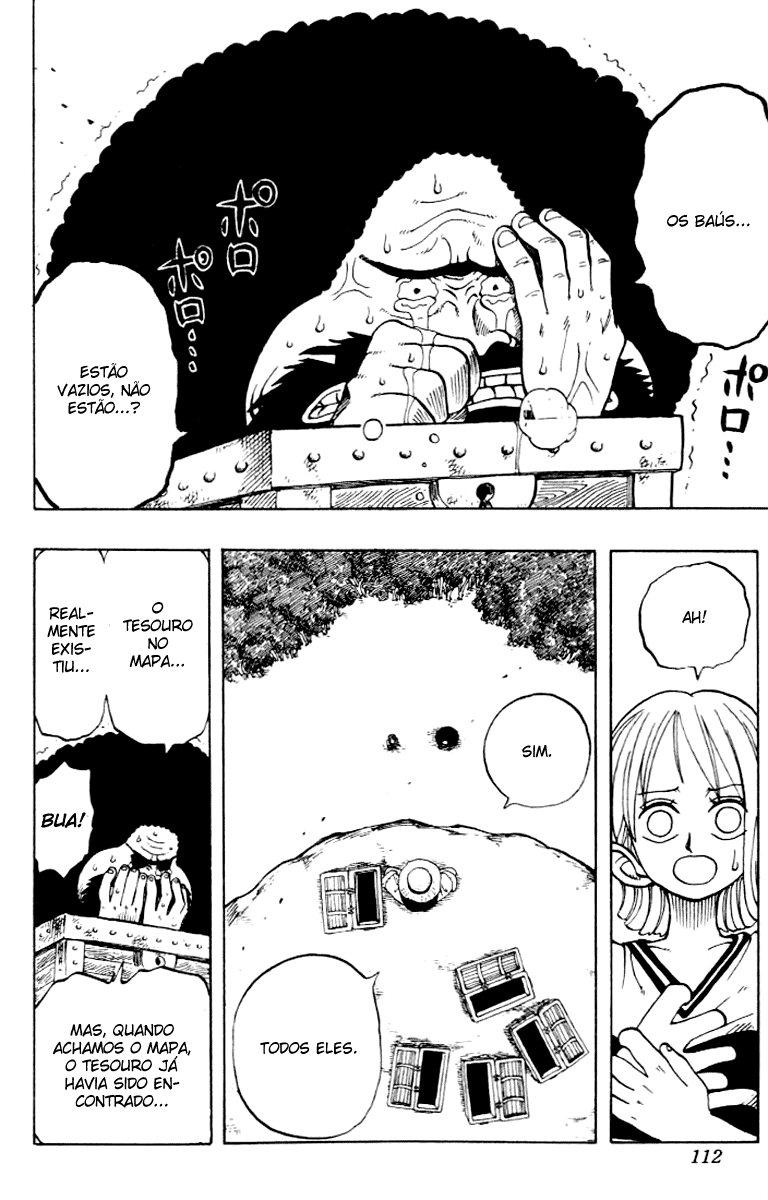 OS BAÚS...
ポロ...
ポロ
ポロ...
ESTÃO
VAZIOS, NÃO
ESTÃO...?
AH!
SIM.
TODOS ELES.
O
TESOURO
NO
MAPA...
REAL-
MENTE
EXIS-
TIU...
BUA!
MAS, QUANDO
ACHAMOS O MAPA,
O TESOURO JÁ
HAVIA SIDO EN-
CONTRADO...
112